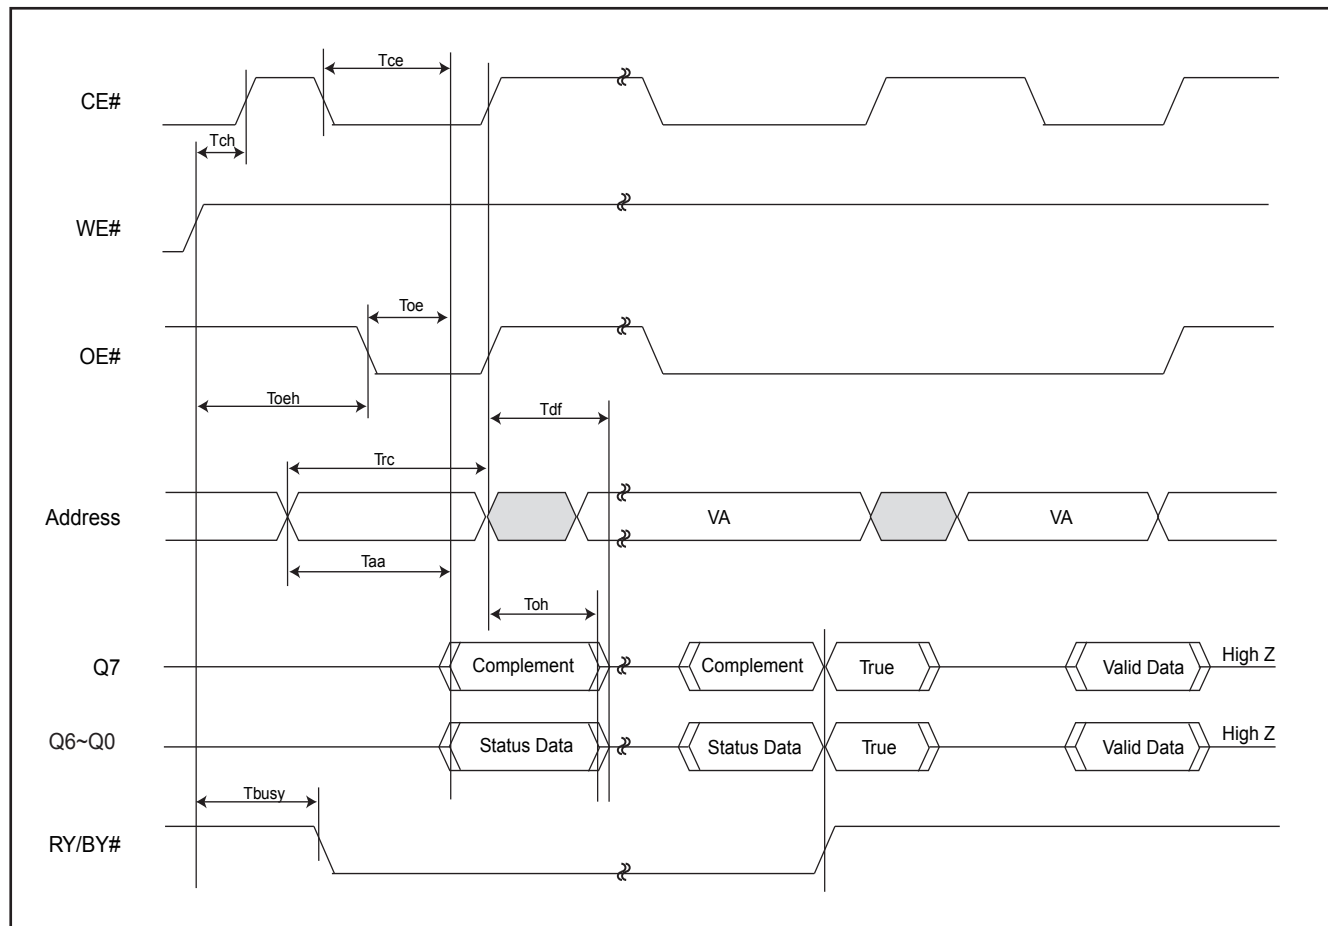 Tce
CE#
Tch
WE#
Toe
OE#
Toeh
Tdf
Trc
Address
VA
VA
Taa
Toh
Q7
Complement
Complement
True
Valid Data
High Z
Q6~Q0
Status Data
Status Data
True
Valid Data
High Z
Tbusy
RY/BY#